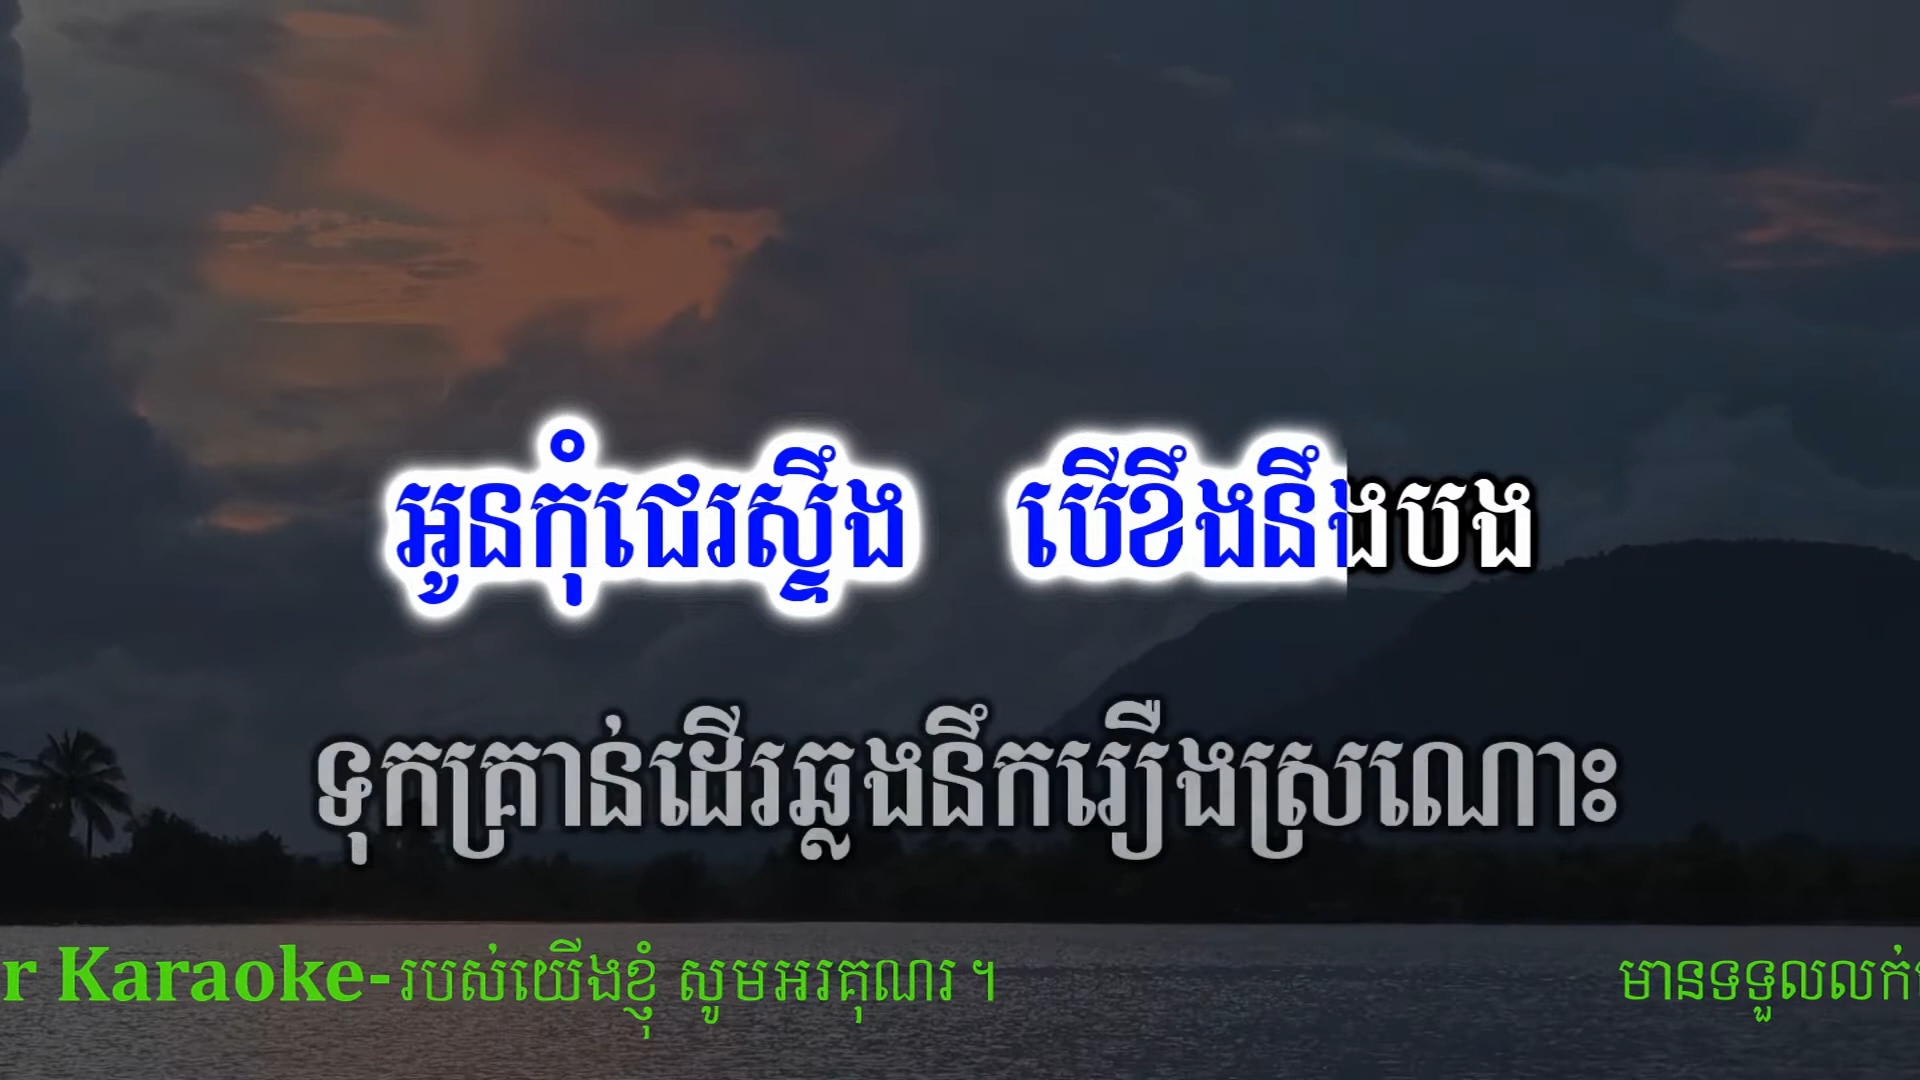 អូនកុំជេរស្ទឹង បើខឹងនឹងបង
ទុកគ្រាន់ដើរឆ្លងនឹករឿងស្រណោះ
r Karaoke-របស់យើងខ្ញុំ សូមអរគុណរ ។ មានទទួលលក់